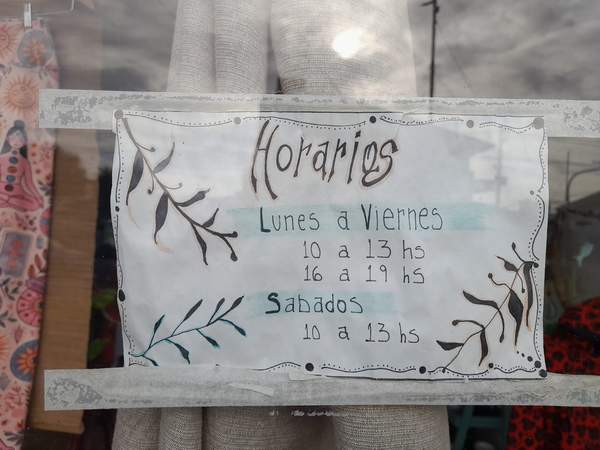 Horarios
Lunes a Viernes
10 a 13 hs
16 a 19 hs
Sabados
10 a 13 hs